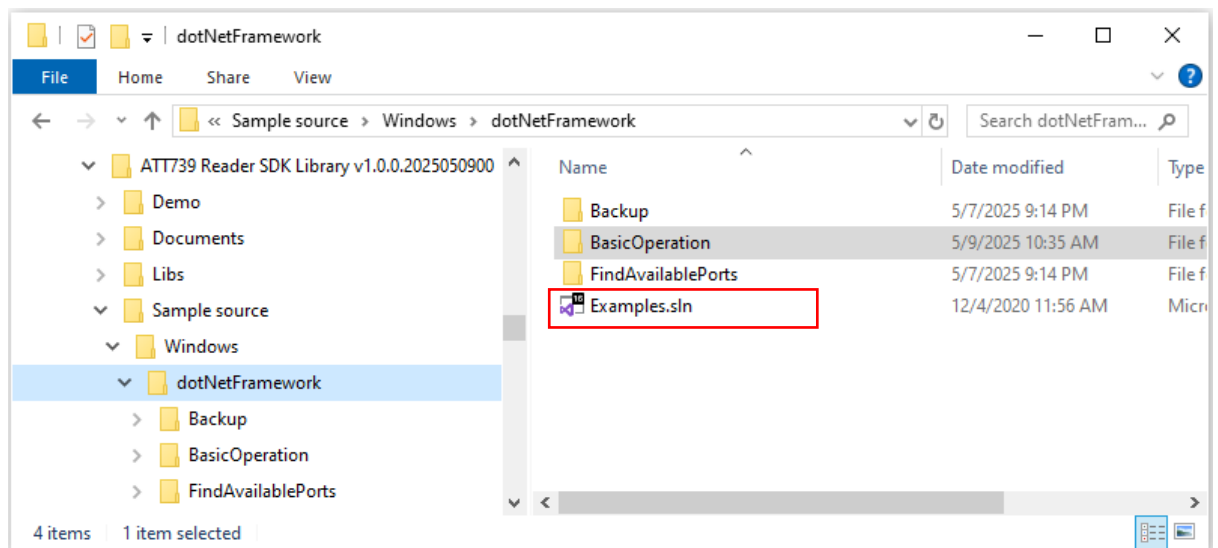 dotNetFramework
File Home Share View
« Sample source > Windows > dotNetFramework
Search dotNetFram...
ATT739 Reader SDK Library v1.0.0.2025050900
Demo
Documents
Libs
Sample source
Windows
dotNetFramework
Backup
BasicOperation
FindAvailablePorts
Name Date modified Type
Backup 5/7/2025 9:14 PM File f
BasicOperation 5/9/2025 10:35 AM File f
FindAvailablePorts 5/7/2025 9:14 PM File f
Examples.sln 12/4/2020 11:56 AM Micr
4 items 1 item selected